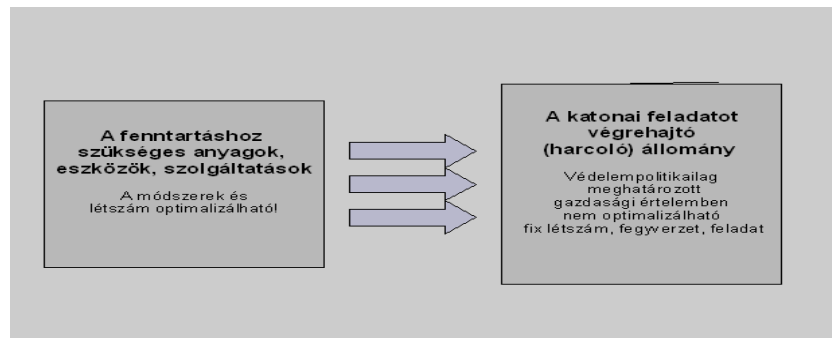 A fenntartáshoz
szükséges anyagok,
eszközök, szolgáltatások
A módszerek és
létszám optimalizálható!
A katonai feladatot
végrehajtó
(harcoló) állomány
Védelempolitikailag
meghatározott
gazdasági értelemben
nem optimalizálható
fix létszám, fegyverzet, feladat